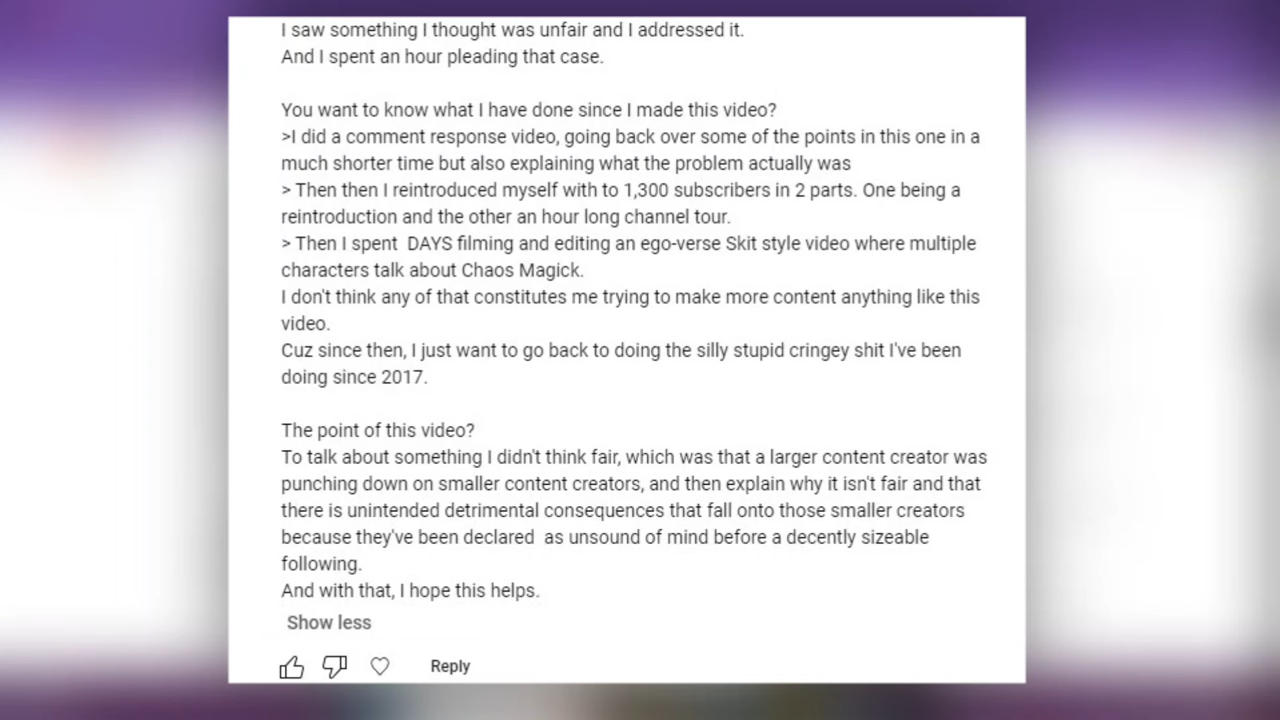 I saw something I thought was unfair and I addressed it.
And I spent an hour pleading that case.
You want to know what I have done since I made this video?
>I did a comment response video, going back over some of the points in this one in a
much shorter time but also explaining what the problem actually was
> Then then I reintroduced myself with to 1,300 subscribers in 2 parts. One being a
reintroduction and the other an hour long channel tour.
> Then I spent  DAYS filming and editing an ego-verse Skit style video where multiple
characters talk about Chaos Magick.
I don't think any of that constitutes me trying to make more content anything like this
video.
Cuz since then, I just want to go back to doing the silly stupid cringey shit I've been
doing since 2017.
The point of this video?
To talk about something I didn't think fair, which was that a larger content creator was
punching down on smaller content creators, and then explain why it isn't fair and that
there is unintended detrimental consequences that fall onto those smaller creators
because they've been declared  as unsound of mind before a decently sizeable
following.
And with that, I hope this helps.
Show less
Reply